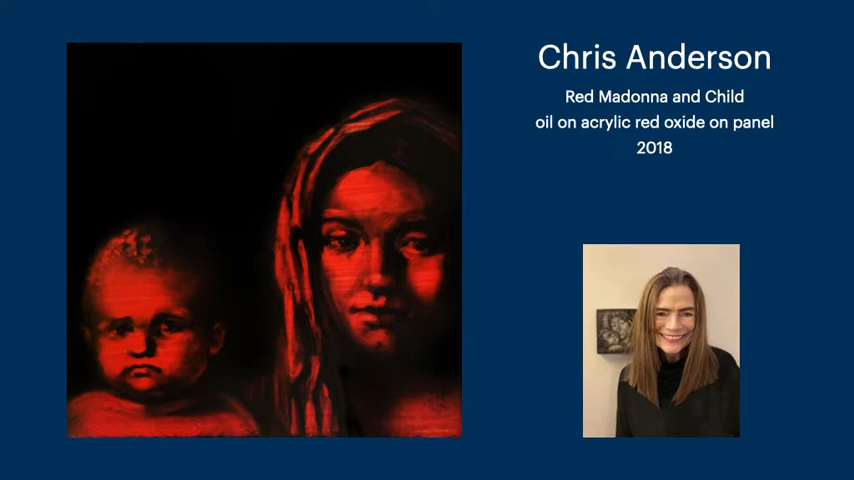 Chris Anderson
Red Madonna and Child
oil on acrylic red oxide on panel
2018